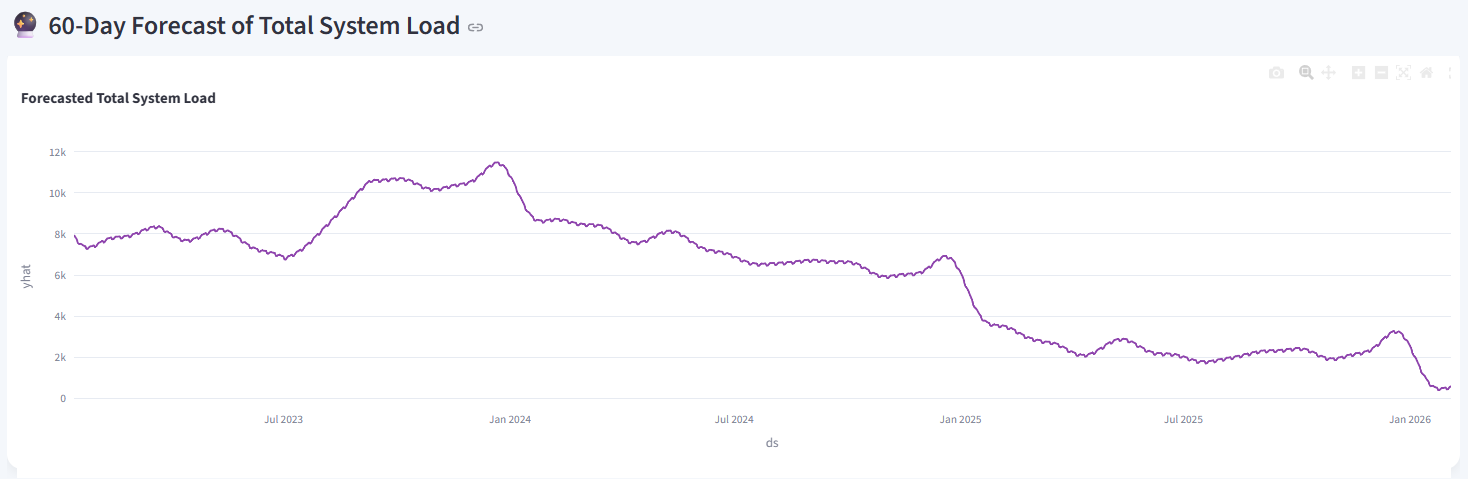 60-Day Forecast of Total System Load
Forecasted Total System Load
12k
10k
8k
6k
4k
2k
0
yhat
Jul 2023
Jan 2024
Jul 2024
Jan 2025
Jul 2025
Jan 2026
ds